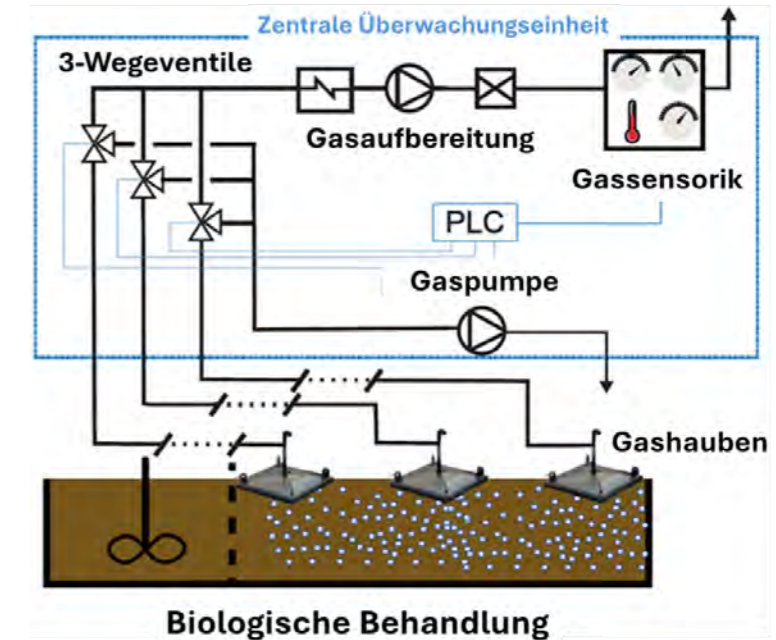 Zentrale Überwachungseinheit
3-Wegeventile
Gasaufbereitung
Gassensorik
PLC
Gaspumpe
Gashauben
Biologische Behandlung